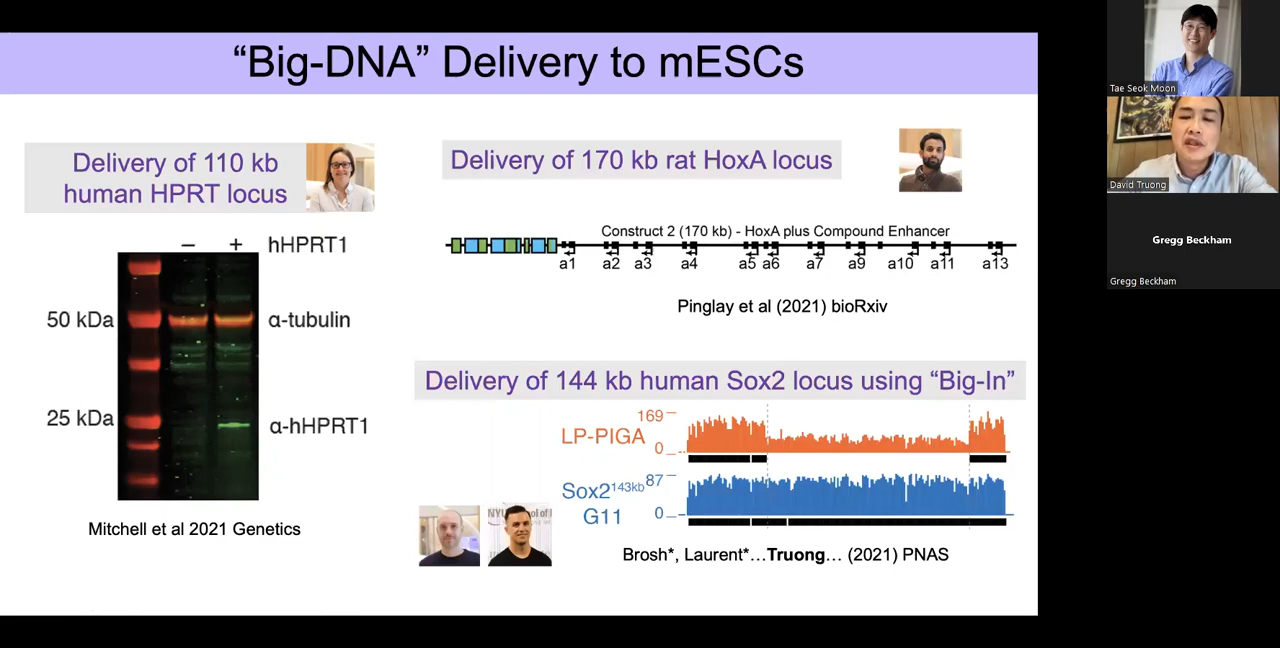 “Big-DNA” Delivery to mESCs
Delivery of 110 kb
human HPRT locus
− + hHPRT1
50 kDa
α-tubulin
25 kDa
α-hHPRT1
Mitchell et al 2021 Genetics
Delivery of 170 kb rat HoxA locus
Construct 2 (170 kb) - HoxA plus Compound Enhancer
a1 a2 a3 a4 a5 a6 a7 a9 a10 a11 a13
Pinglay et al (2021) bioRxiv
Delivery of 144 kb human Sox2 locus using “Big-In”
169
LP-PIGA
0
Sox2143kb 87
G11 0
Brosh*, Laurent*…Truong… (2021) PNAS
Tae Seok Moon
David Truong
Gregg Beckham
Gregg Beckham